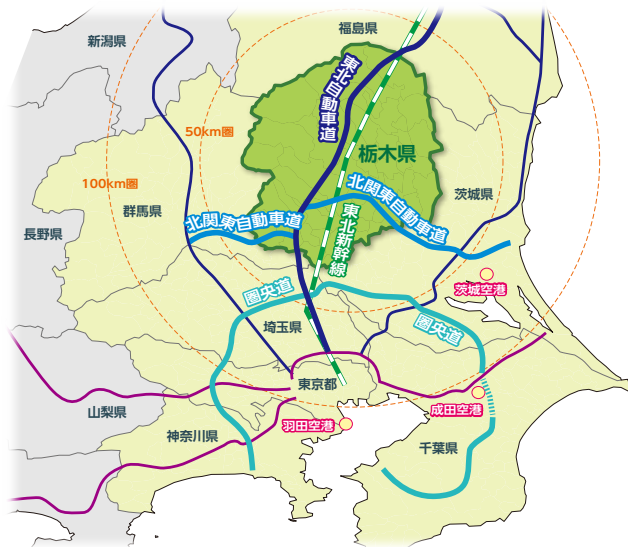 福島県
新潟県
東北自動車道
50km圏
栃木県
100km圏
北関東自動車道
茨城県
群馬県
北関東自動車道
東北新幹線
長野県
圏央道
茨城空港
埼玉県
圏央道
東京都
山梨県
成田空港
羽田空港
神奈川県
千葉県